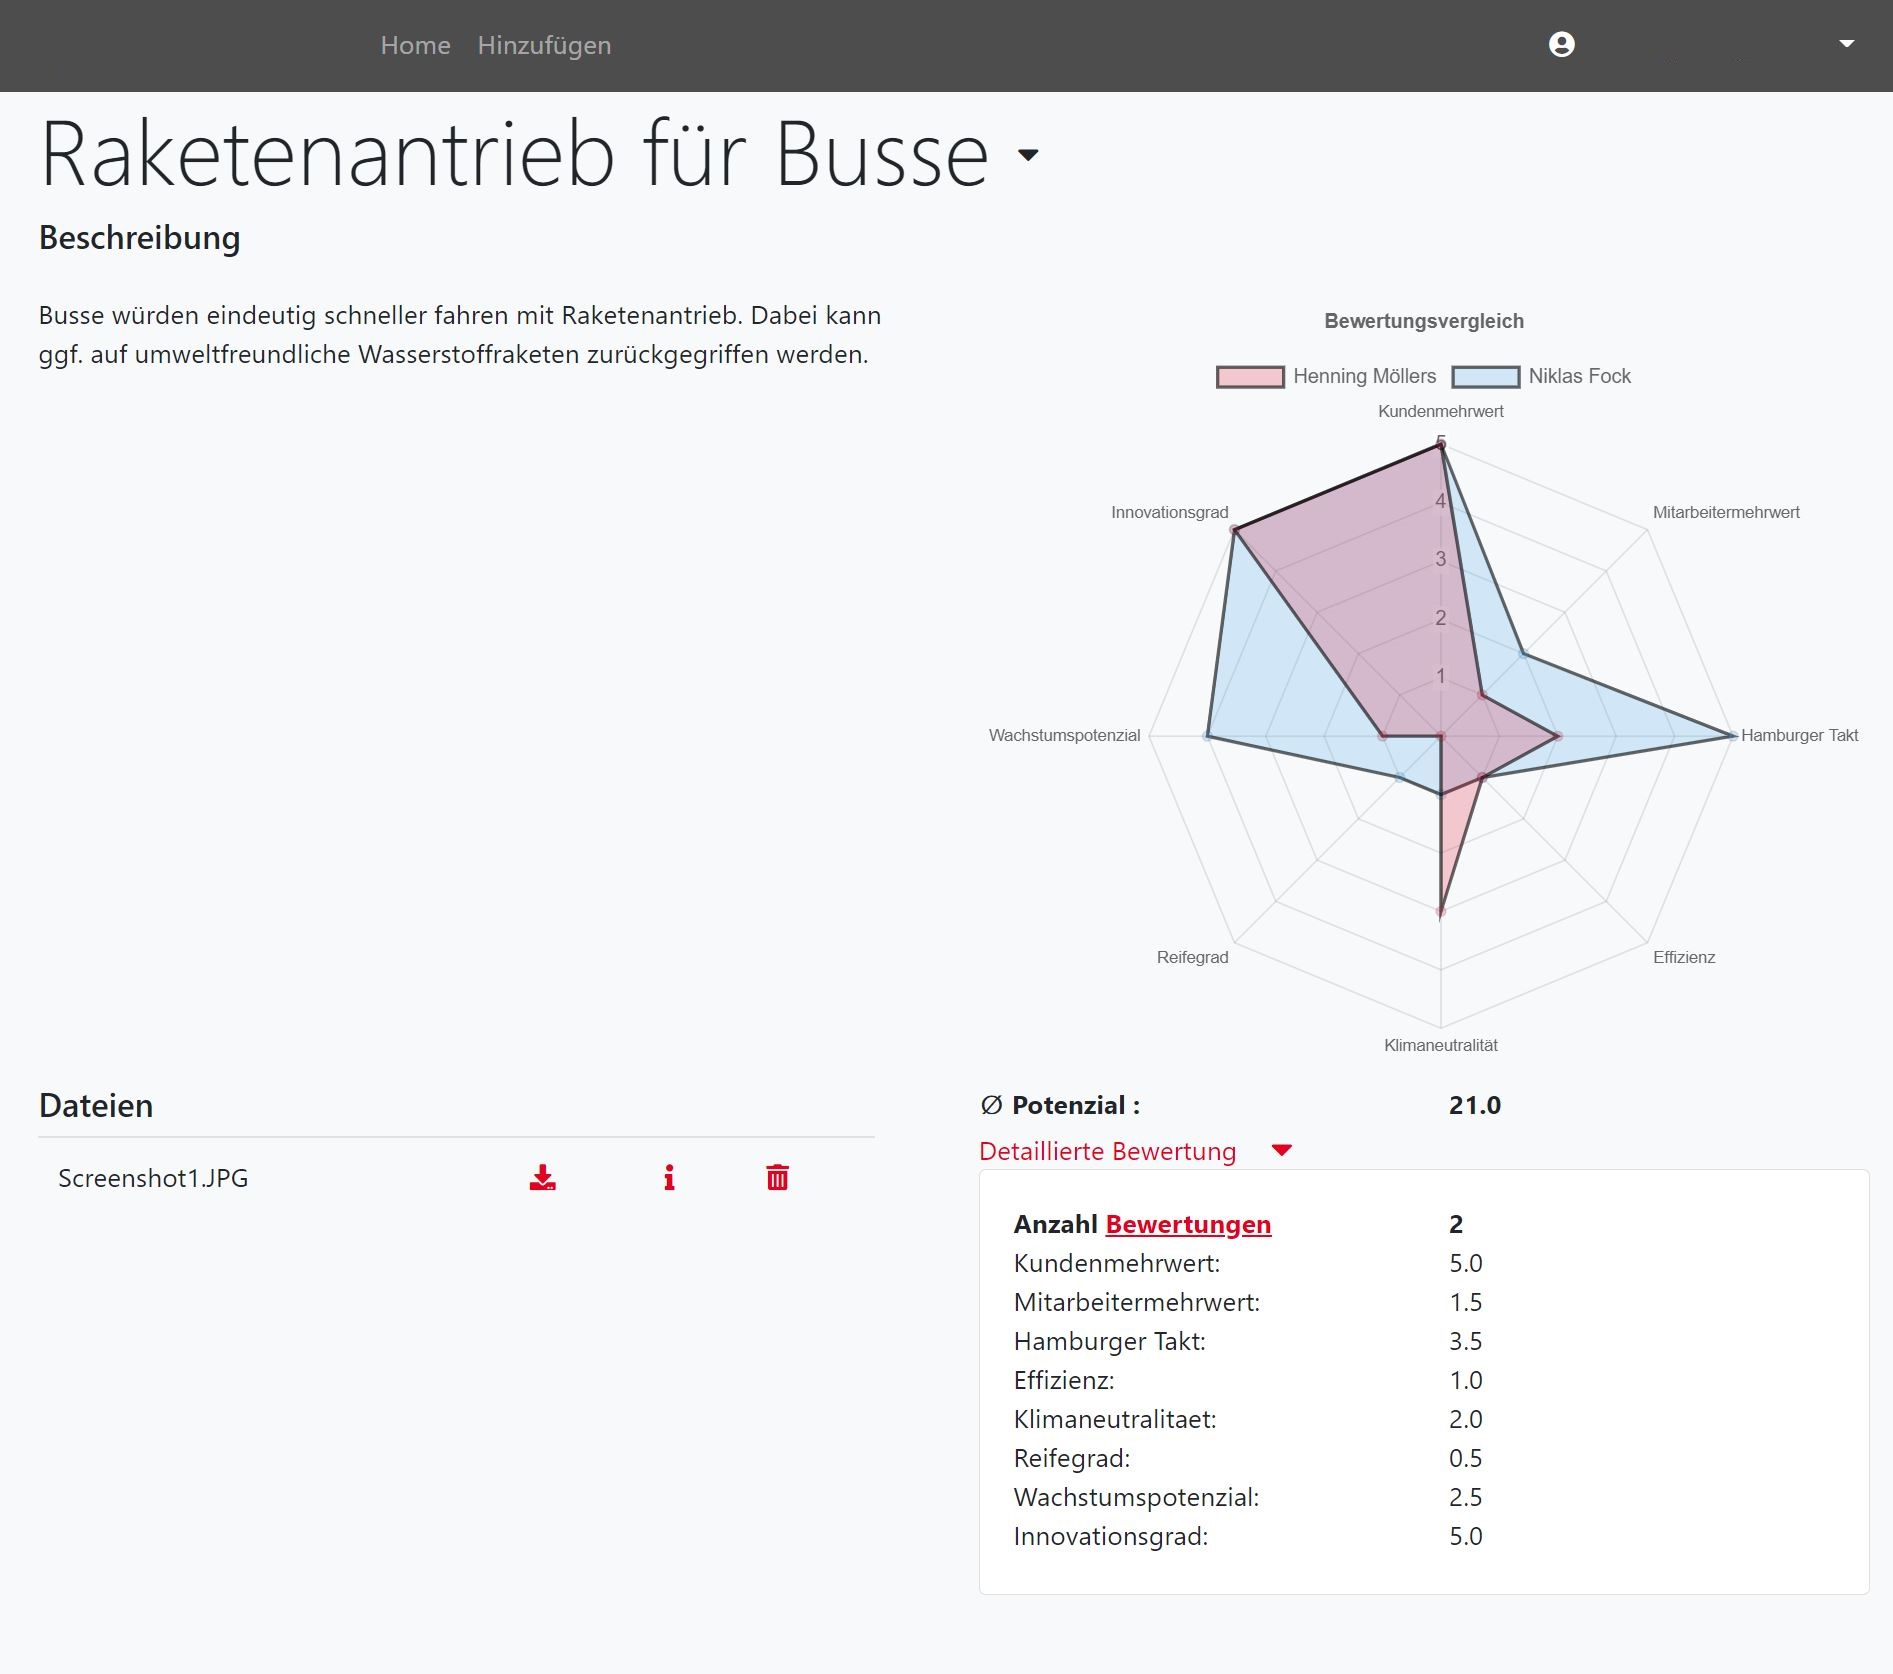 Home Hinzufügen
Raketenantrieb für Busse
Beschreibung
Busse würden eindeutig schneller fahren mit Raketenantrieb. Dabei kann
ggf. auf umweltfreundliche Wasserstoffraketen zurückgegriffen werden.
Bewertungsvergleich
Henning Möllers Niklas Fock
Kundenmehrwert
5
4
Innovationsgrad
Mitarbeitermehrwert
3
2
1
Wachstumspotenzial
Hamburger Takt
Reifegrad
Effizienz
Klimaneutralität
Dateien
Screenshot1.JPG
∅ Potenzial : 21.0
Detaillierte Bewertung
Anzahl Bewertungen 2
Kundenmehrwert: 5.0
Mitarbeitermehrwert: 1.5
Hamburger Takt: 3.5
Effizienz: 1.0
Klimaneutralitaet: 2.0
Reifegrad: 0.5
Wachstumspotenzial: 2.5
Innovationsgrad: 5.0